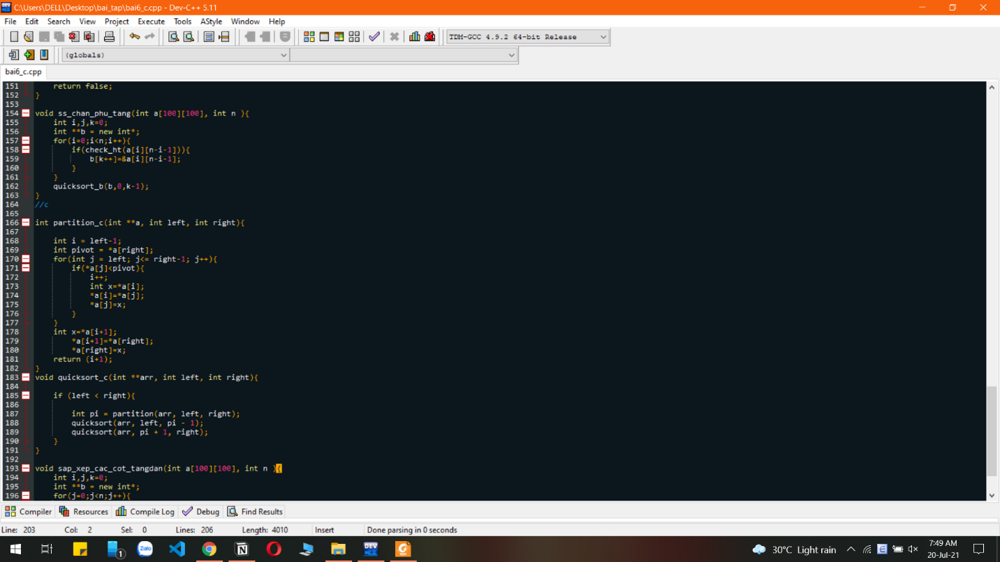 C:\Users\DELL\Desktop\bai_tap\bai6_c.cpp - Dev-C++ 5.11
File Edit Search View Project Execute Tools AStyle Window Help
TDM-GCC 4.9.2 64-bit Release
(globals)
bai6_c.cpp
151 return false;
152 }
153
154 void ss_chan_phu_tang(int a[100][100], int n ){
155 int i,j,k=0;
156 int **b = new int*;
157 for(i=0;i<n;i++){
158 if(check_ht(a[i][n-i-1])){
159 b[k++]=&a[i][n-i-1];
160 }
161 }
162 quicksort_b(b,0,k-1);
163 }
164 //c
165
166 int partition_c(int **a, int left, int right){
167
168 int i = left-1;
169 int pivot = *a[right];
170 for(int j = left; j<= right-1; j++){
171 if(*a[j]<pivot){
172 i++;
173 int x=*a[i];
174 *a[i]=*a[j];
175 *a[j]=x;
176 }
177 }
178 int x=*a[i+1];
179 *a[i+1]=*a[right];
180 *a[right]=x;
181 return (i+1);
182 }
183 void quicksort_c(int **arr, int left, int right){
184
185 if (left < right){
186
187 int pi = partition(arr, left, right);
188 quicksort(arr, left, pi - 1);
189 quicksort(arr, pi + 1, right);
190 }
191 }
192
193 void sap_xep_cac_cot_tangdan(int a[100][100], int n ){
194 int i,j,k=0;
195 int **b = new int*;
196 for(j=0;j<n;j++){
Compiler Resources Compile Log Debug Find Results
Line: 203 Col: 2 Sel: 0 Lines: 206 Length: 4010 Insert Done parsing in 0 seconds
1 Zalo DEV 30°C Light rain E 7:49 AM
20-Jul-21